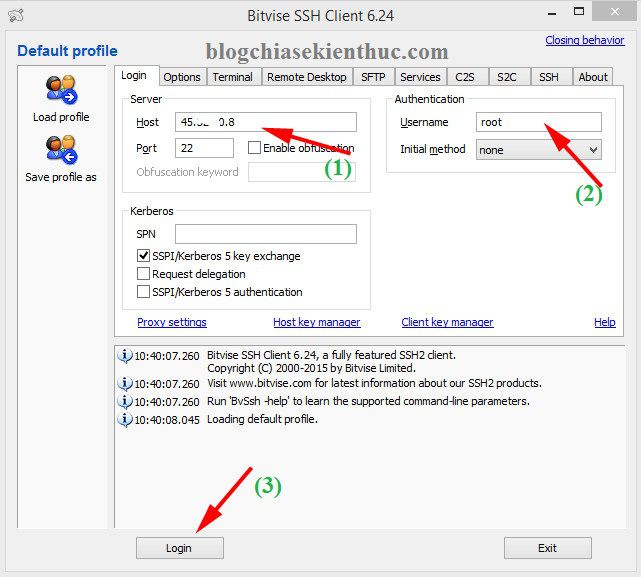 Bitvise SSH Client 6.24
Default profile
blogchiasekienthuc.com
Closing behavior
Load profile
Save profile as
Login Options Terminal Remote Desktop SFTP Services C2S S2C SSH About
Server
Host 45. 0.8
Port 22 Enable obfuscation
(1)
Obfuscation keyword
Authentication
Username root
Initial method none
(2)
Kerberos
SPN
SSPI/Kerberos 5 key exchange
Request delegation
SSPI/Kerberos 5 authentication
Proxy settings Host key manager Client key manager Help
10:40:07.260 Bitvise SSH Client 6.24, a fully featured SSH2 client.
Copyright (C) 2000-2015 by Bitvise Limited.
10:40:07.260 Visit www.bitvise.com for latest information about our SSH2 products.
10:40:07.260 Run 'BvSsh -help' to learn the supported command-line parameters.
10:40:08.045 Loading default profile.
(3)
Login Exit